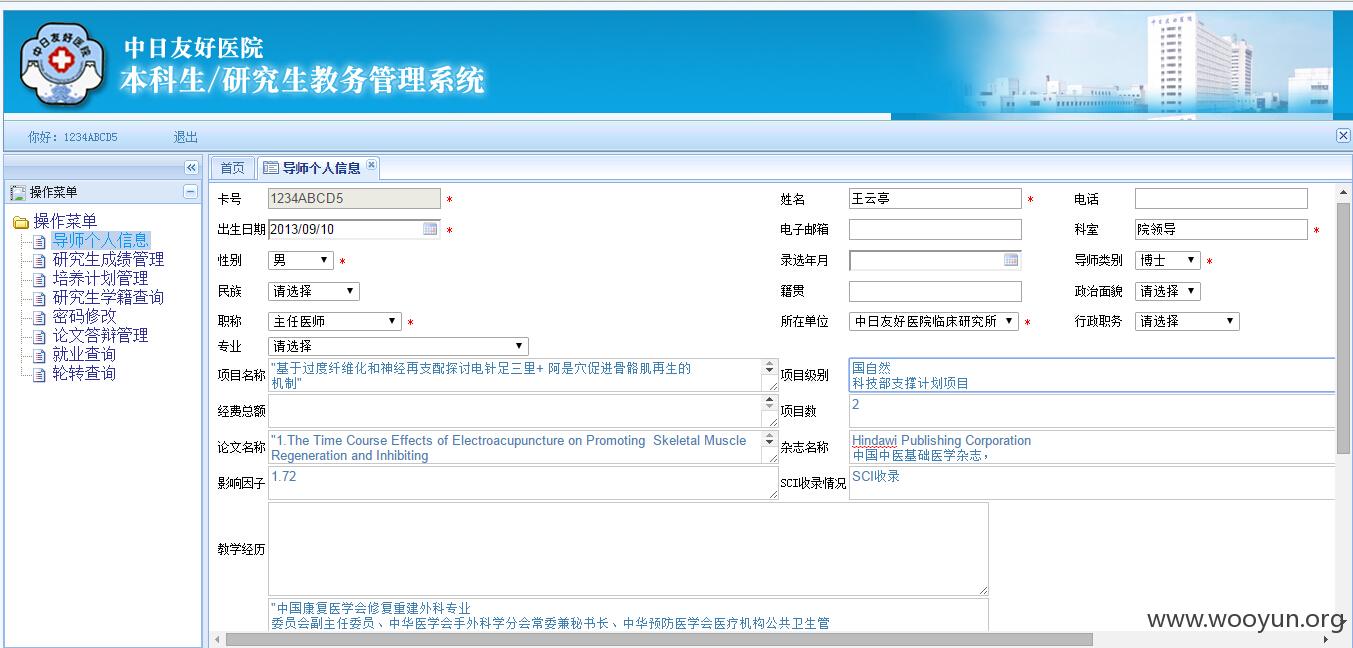 中日友好医院
中日友好医院
本科生/研究生教务管理系统
你好：1234ABCD5 退出
操作菜单
操作菜单
导师个人信息
研究生成绩管理
培养计划管理
研究生学籍查询
密码修改
论文答辩管理
就业查询
轮转查询
首页 导师个人信息
卡号 1234ABCD5 * 姓名 王云亭 * 电话
出生日期 2013/09/10 * 电子邮箱 科室 院领导 *
性别 男 * 录选年月 导师类别 博士 *
民族 请选择 籍贯 政治面貌 请选择
职称 主任医师 * 所在单位 中日友好医院临床研究所 * 行政职务 请选择
专业 请选择
项目名称 "基于过度纤维化和神经再支配探讨电针足三里+ 阿是穴促进骨骼肌再生的
机制"
项目级别 国自然
科技部支撑计划项目
经费总额 项目数 2
论文名称 "1.The Time Course Effects of Electroacupuncture on Promoting Skeletal Muscle
Regeneration and Inhibiting
杂志名称 Hindawi Publishing Corporation
中国中医基础医学杂志，
影响因子 1.72 SCI收录情况 SCI收录
教学经历
"中国康复医学会修复重建外科专业
委员会副主任委员、中华医学会手外科学分会常委兼秘书长、中华预防医学会医疗机构公共卫生管
www.wooyun.org